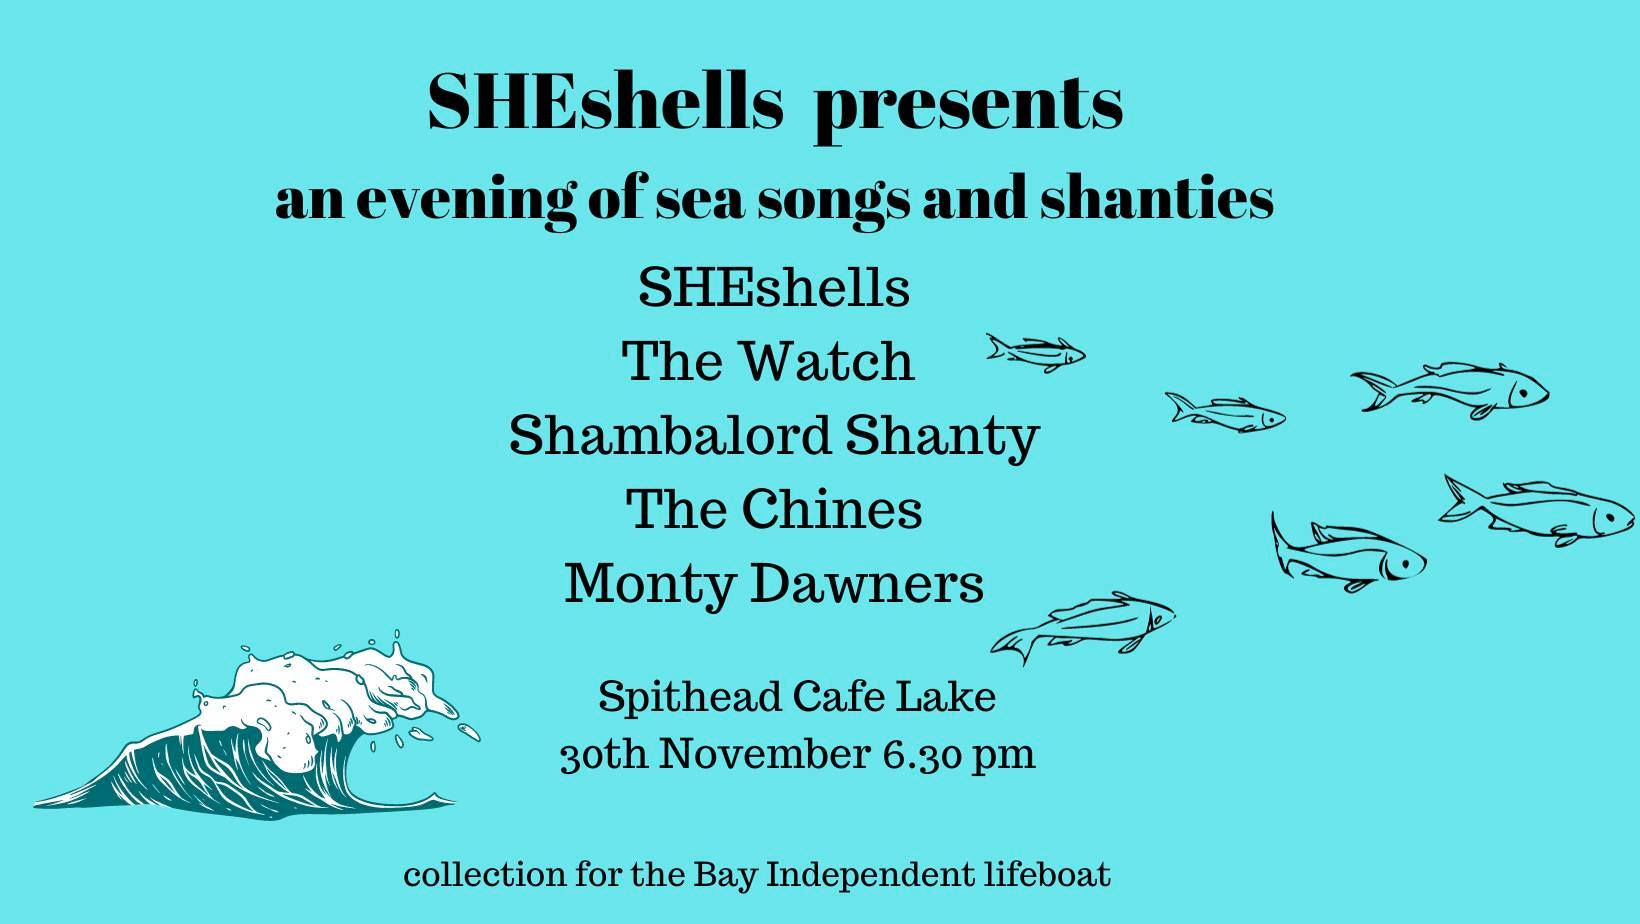 SHEshells presents
an evening of sea songs and shanties
SHEshells
The Watch
Shambalord Shanty
The Chines
Monty Dawners
Spithead Cafe Lake
30th November 6.30 pm
collection for the Bay Independent lifeboat